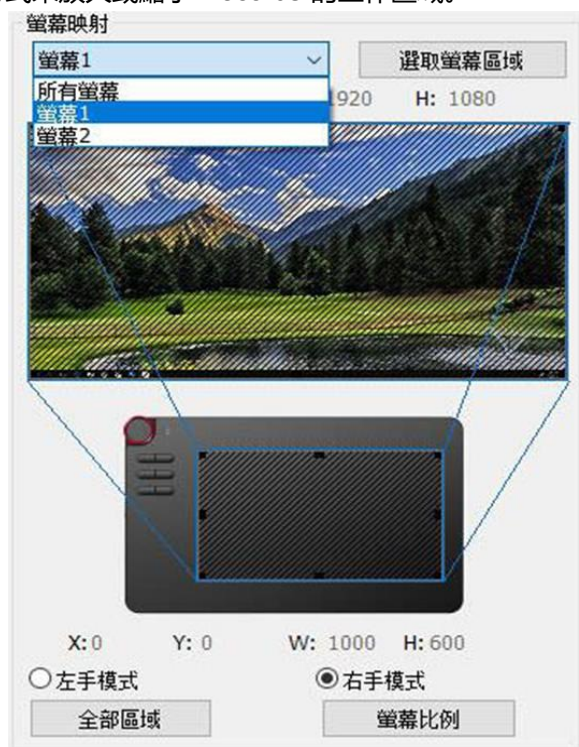 螢幕映射
螢幕1
選取螢幕區域
所有螢幕
1920 H: 1080
螢幕1
螢幕2
X: 0 Y: 0 W: 1000 H: 600
左手模式 右手模式
全部區域 螢幕比例